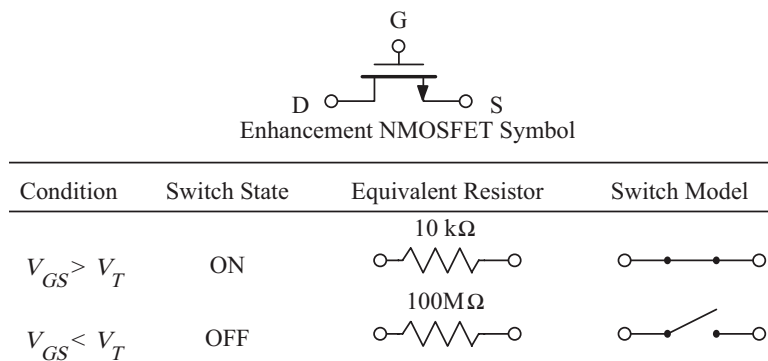 G
D S
Enhancement NMOSFET Symbol
Condition Switch State Equivalent Resistor Switch Model
10 kΩ
V_GS > V_T ON
100MΩ
V_GS < V_T OFF